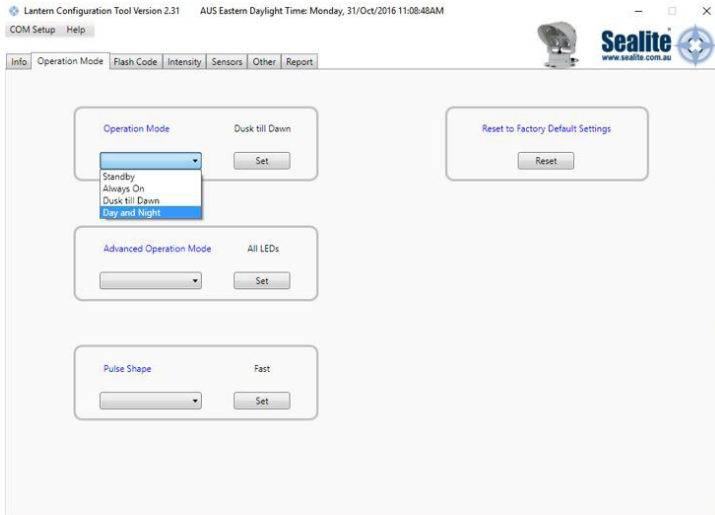 Lantern Configuration Tool Version 2.31 AUS Eastern Daylight Time: Monday, 31/Oct/2016 11:08:48AM
COM Setup Help
Sealite
www.sealite.com.au
Info Operation Mode Flash Code Intensity Sensors Other Report
Operation Mode Dusk till Dawn
Set
Standby
Always On
Dusk till Dawn
Day and Night
Reset to Factory Default Settings
Reset
Advanced Operation Mode All LEDs
Set
Pulse Shape Fast
Set